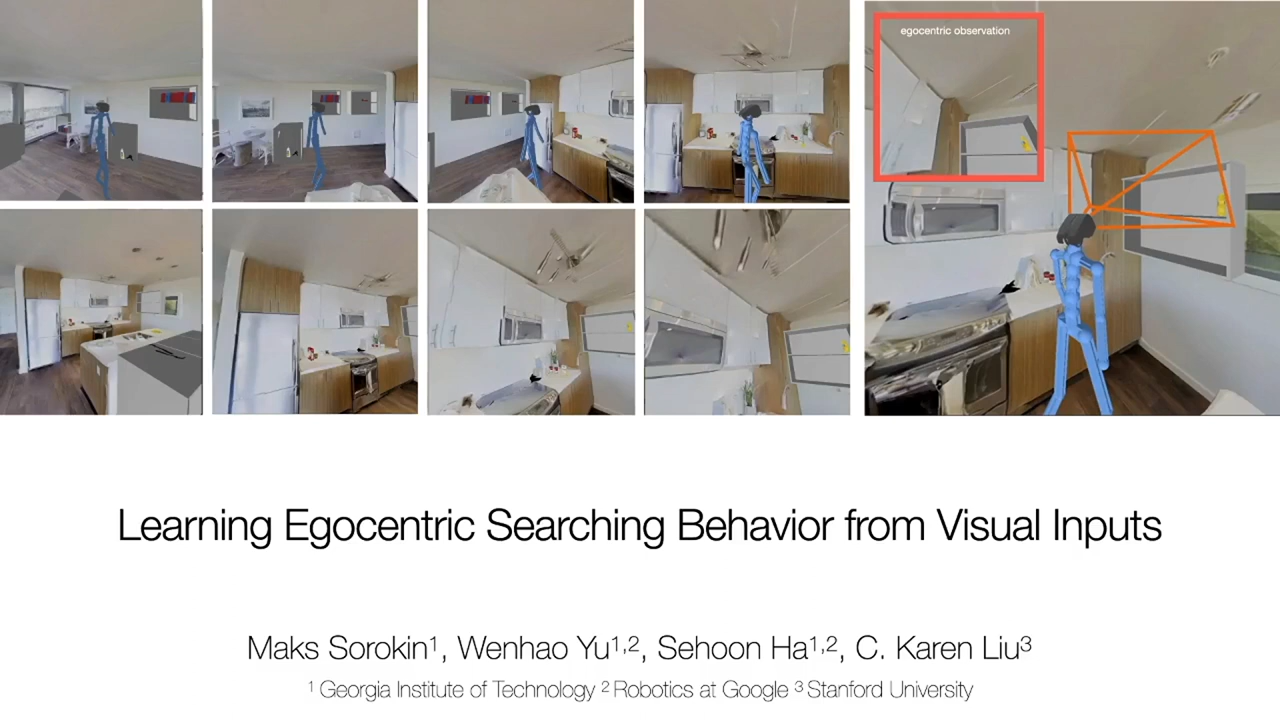 egocentric observation
Learning Egocentric Searching Behavior from Visual Inputs
Maks Sorokin¹, Wenhao Yu¹,², Sehoon Ha¹,², C. Karen Liu³
¹ Georgia Institute of Technology ² Robotics at Google ³ Stanford University